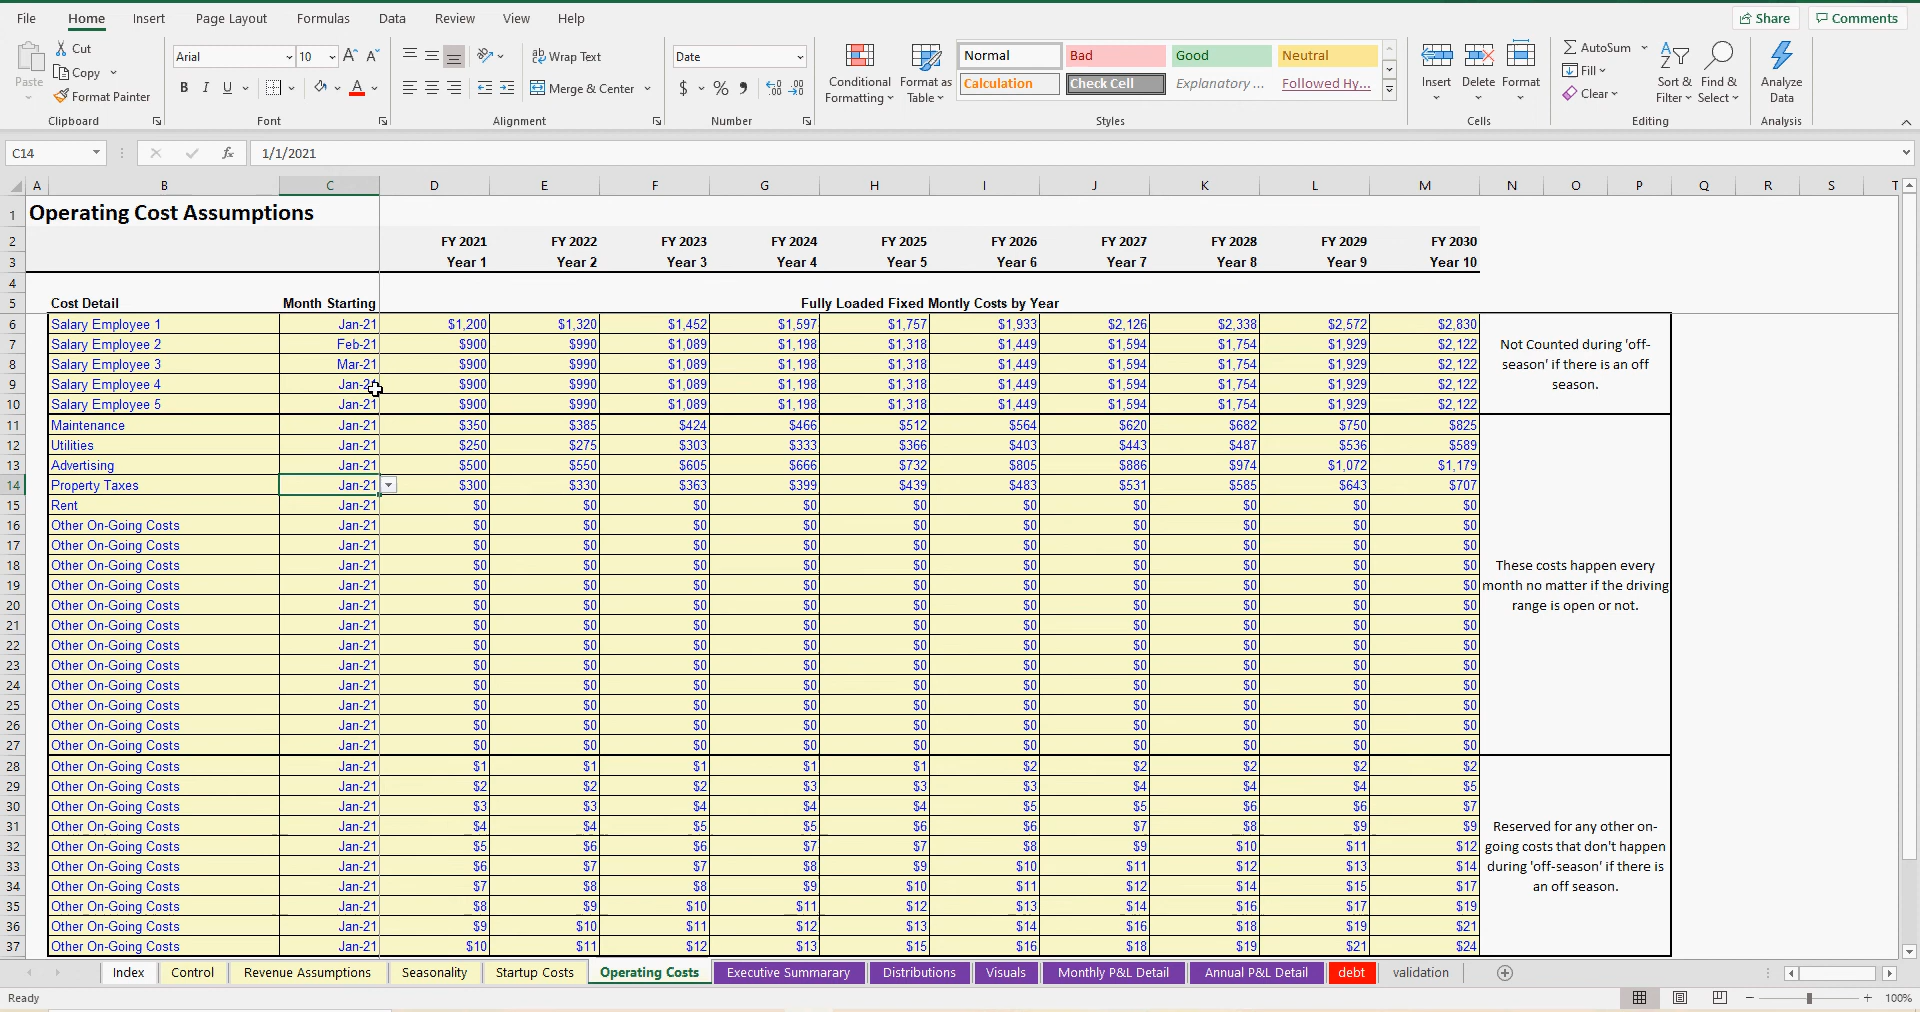 File Home Insert Page Layout Formulas Data Review View Help Share Comments
Paste Cut Copy Format Painter Clipboard
Arial 10 A A B I U A Font
Wrap Text Merge & Center Alignment
Date $ % Number
Conditional Formatting Format as Table Normal Bad Good Neutral
Calculation Check Cell Explanatory ... Followed Hy... Styles
Insert Delete Format Cells
AutoSum Fill Clear Sort & Filter Find & Select Editing
Analyze Data Analysis
C14 fx 1/1/2021
A B C D E F G H I J K L M N O P Q R S T
1 Operating Cost Assumptions
2 FY 2021 FY 2022 FY 2023 FY 2024 FY 2025 FY 2026 FY 2027 FY 2028 FY 2029 FY 2030
3 Year 1 Year 2 Year 3 Year 4 Year 5 Year 6 Year 7 Year 8 Year 9 Year 10
4
5 Cost Detail Month Starting Fully Loaded Fixed Montly Costs by Year
6 Salary Employee 1 Jan-21 $1,200 $1,320 $1,452 $1,597 $1,757 $1,933 $2,126 $2,338 $2,572 $2,830
7 Salary Employee 2 Feb-21 $900 $990 $1,089 $1,198 $1,318 $1,449 $1,594 $1,754 $1,929 $2,122
8 Salary Employee 3 Mar-21 $900 $990 $1,089 $1,198 $1,318 $1,449 $1,594 $1,754 $1,929 $2,122
9 Salary Employee 4 Jan-21 $900 $990 $1,089 $1,198 $1,318 $1,449 $1,594 $1,754 $1,929 $2,122
10 Salary Employee 5 Jan-21 $900 $990 $1,089 $1,198 $1,318 $1,449 $1,594 $1,754 $1,929 $2,122
Not Counted during 'off-
season' if there is an off
season.
11 Maintenance Jan-21 $350 $385 $424 $466 $512 $564 $620 $682 $750 $825
12 Utilities Jan-21 $250 $275 $303 $333 $366 $403 $443 $487 $536 $589
13 Advertising Jan-21 $500 $550 $605 $666 $732 $805 $886 $974 $1,072 $1,179
14 Property Taxes Jan-21 $300 $330 $363 $399 $439 $483 $531 $585 $643 $707
15 Rent Jan-21 $0 $0 $0 $0 $0 $0 $0 $0 $0 $0
16 Other On-Going Costs Jan-21 $0 $0 $0 $0 $0 $0 $0 $0 $0 $0
17 Other On-Going Costs Jan-21 $0 $0 $0 $0 $0 $0 $0 $0 $0 $0
18 Other On-Going Costs Jan-21 $0 $0 $0 $0 $0 $0 $0 $0 $0 $0
19 Other On-Going Costs Jan-21 $0 $0 $0 $0 $0 $0 $0 $0 $0 $0
20 Other On-Going Costs Jan-21 $0 $0 $0 $0 $0 $0 $0 $0 $0 $0
21 Other On-Going Costs Jan-21 $0 $0 $0 $0 $0 $0 $0 $0 $0 $0
22 Other On-Going Costs Jan-21 $0 $0 $0 $0 $0 $0 $0 $0 $0 $0
23 Other On-Going Costs Jan-21 $0 $0 $0 $0 $0 $0 $0 $0 $0 $0
24 Other On-Going Costs Jan-21 $0 $0 $0 $0 $0 $0 $0 $0 $0 $0
25 Other On-Going Costs Jan-21 $0 $0 $0 $0 $0 $0 $0 $0 $0 $0
26 Other On-Going Costs Jan-21 $0 $0 $0 $0 $0 $0 $0 $0 $0 $0
27 Other On-Going Costs Jan-21 $0 $0 $0 $0 $0 $0 $0 $0 $0 $0
These costs happen every
month no matter if the driving
range is open or not.
28 Other On-Going Costs Jan-21 $1 $1 $1 $1 $1 $2 $2 $2 $2 $2
29 Other On-Going Costs Jan-21 $2 $2 $2 $3 $3 $3 $4 $4 $4 $5
30 Other On-Going Costs Jan-21 $3 $3 $4 $4 $4 $5 $5 $6 $6 $7
31 Other On-Going Costs Jan-21 $4 $4 $5 $5 $6 $6 $7 $8 $9 $9
32 Other On-Going Costs Jan-21 $5 $6 $6 $7 $7 $8 $9 $10 $11 $12
33 Other On-Going Costs Jan-21 $6 $7 $7 $8 $9 $10 $11 $12 $13 $14
34 Other On-Going Costs Jan-21 $7 $8 $8 $9 $10 $11 $12 $14 $15 $17
35 Other On-Going Costs Jan-21 $8 $9 $10 $11 $12 $13 $14 $16 $17 $19
36 Other On-Going Costs Jan-21 $9 $10 $11 $12 $13 $14 $16 $18 $19 $21
37 Other On-Going Costs Jan-21 $10 $11 $12 $13 $15 $16 $18 $19 $21 $24
Reserved for any other on-
going costs that don't happen
during 'off-season' if there is
an off season.
Index Control Revenue Assumptions Seasonality Startup Costs Operating Costs Executive Summarary Distributions Visuals Monthly P&L Detail Annual P&L Detail debt validation
Ready 100%